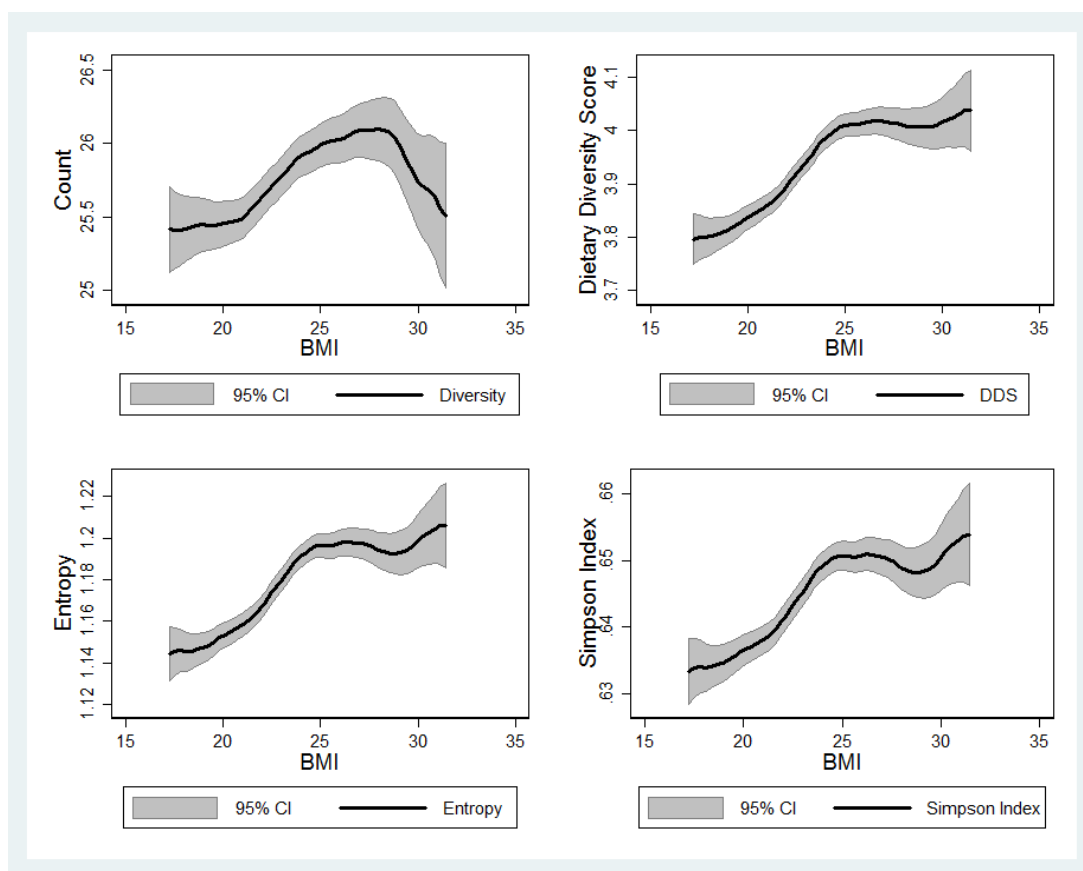 Count
26.5
26
25.5
25
15 20 25 30 35
BMI
95% CI Diversity
Dietary Diversity Score
4.1
4
3.9
3.8
3.7
15 20 25 30 35
BMI
95% CI DDS
Entropy
1.22
1.2
1.18
1.16
1.14
1.12
15 20 25 30 35
BMI
95% CI Entropy
Simpson Index
.66
.65
.64
.63
15 20 25 30 35
BMI
95% CI Simpson Index